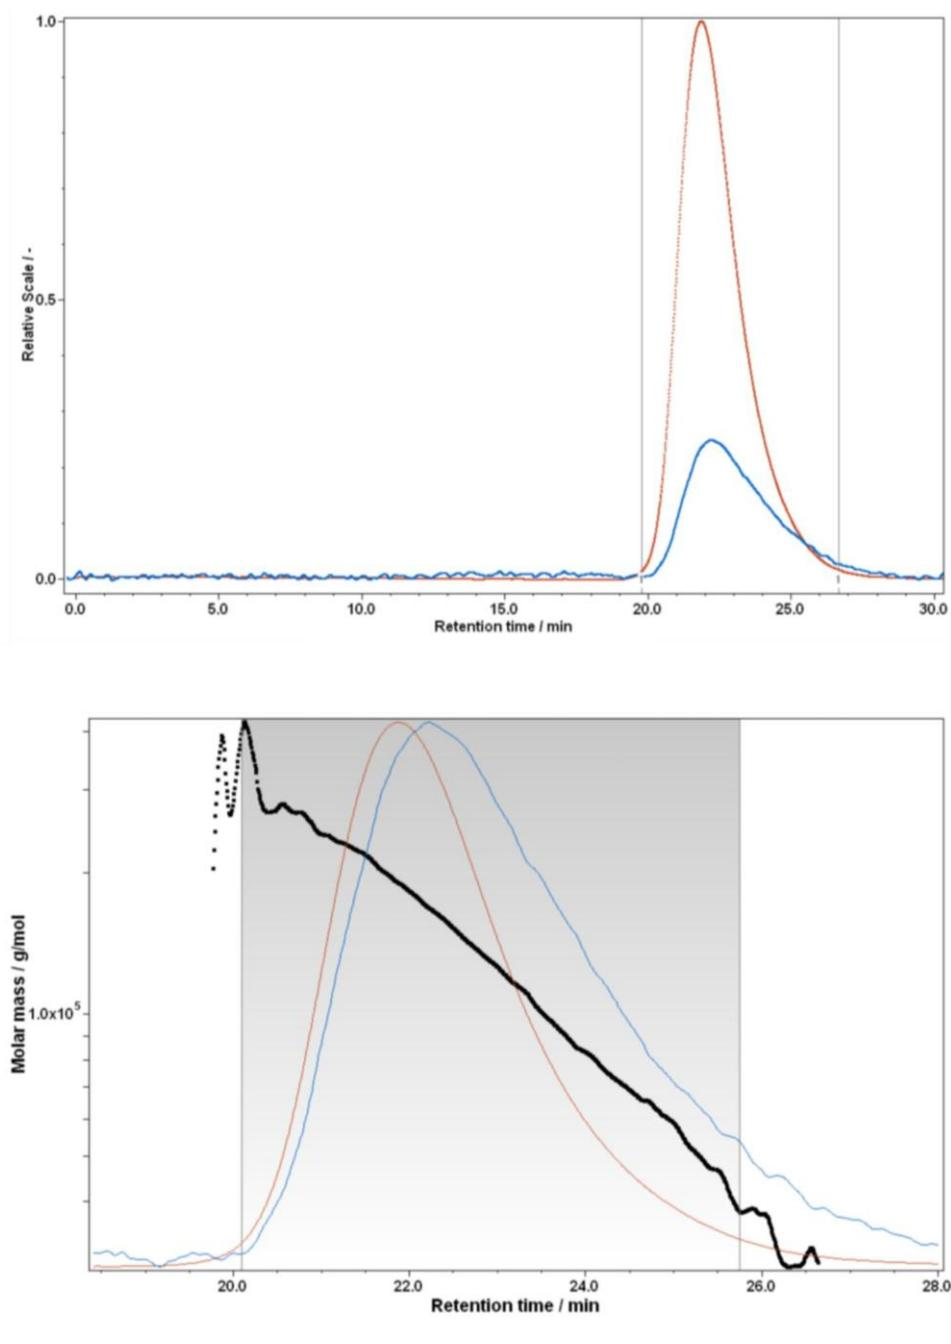 1.0
Relative Scale / -
0.5
0.0
0.0 5.0 10.0 15.0 20.0 25.0 30.0
Retention time / min
Molar mass / g/mol
1.0x10⁵
20.0 22.0 24.0 26.0 28.0
Retention time / min